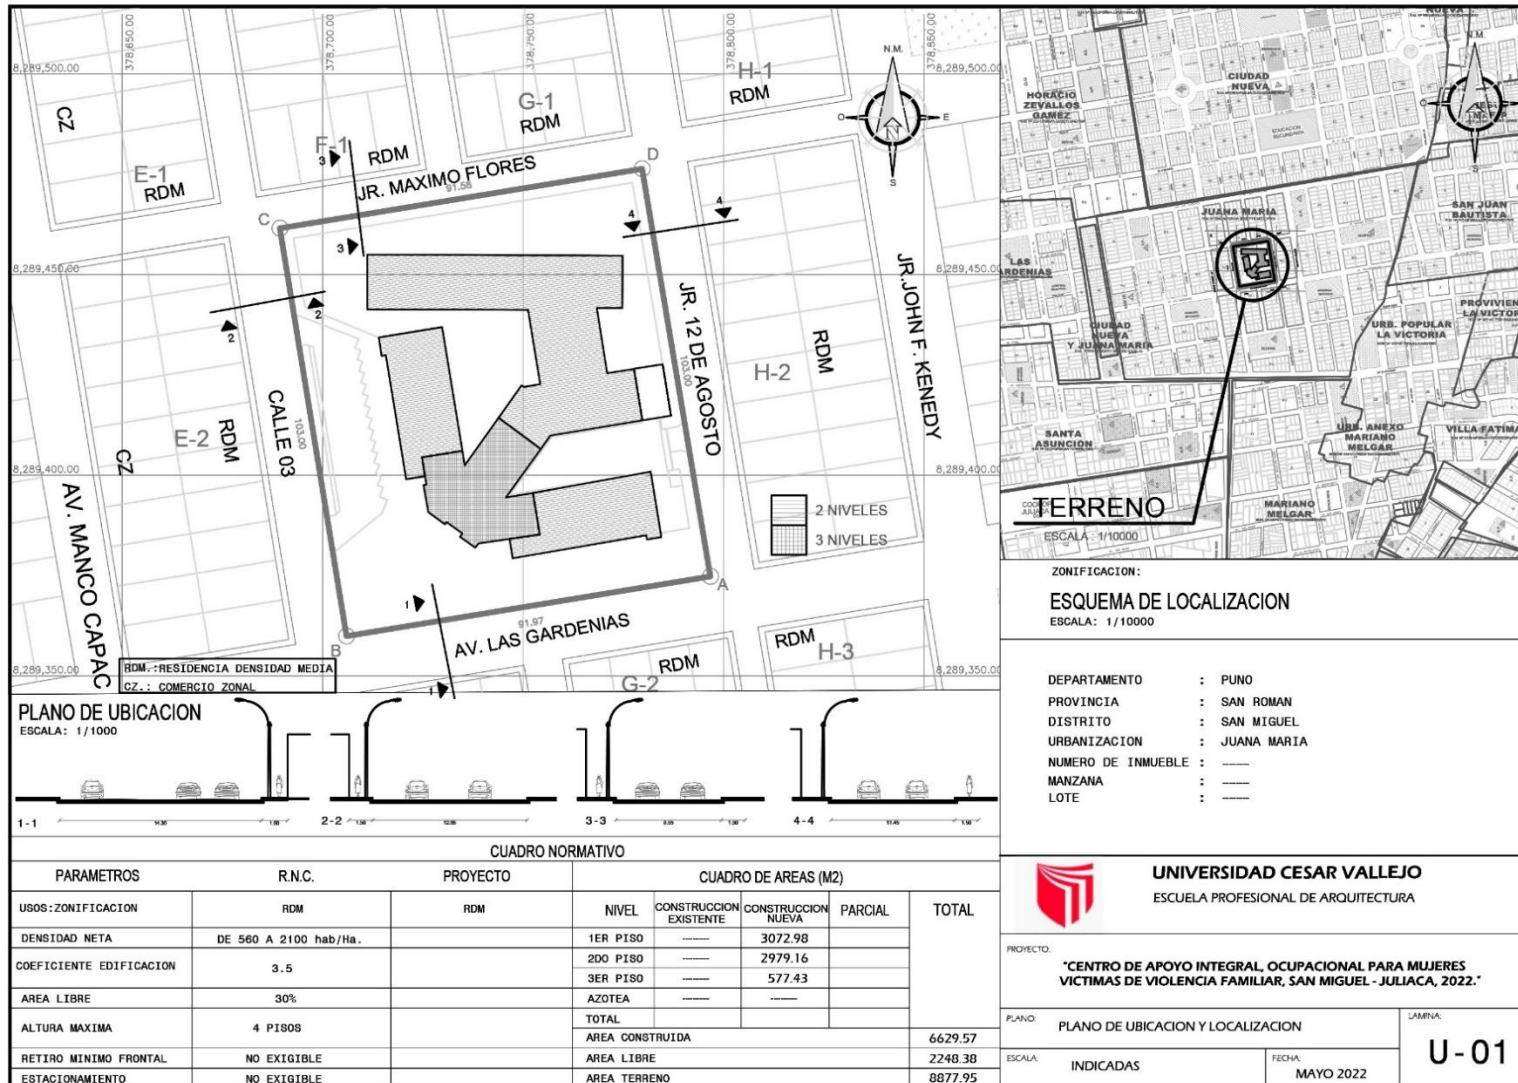 378,650.00
378,700.00
378,750.00
378,800.00
378,850.00
8,289,500.00
8,289,500.00
8,289,450.00
8,289,450.00
8,289,400.00
8,289,400.00
8,289,350.00
8,289,350.00
N.M.
O
E
S
N
CZ
E-1
RDM
F-1
RDM
G-1
RDM
H-1
RDM
3
JR. MAXIMO FLORES
91.58
D
C
3
4
4
2
2
CALLE 03
103.00
E-2
RDM
CZ
AV. MANCO CAPAC
JR. 12 DE AGOSTO
103.00
H-2
RDM
JR.JOHN F. KENEDY
2 NIVELES
3 NIVELES
A
B
1
91.97
AV. LAS GARDENIAS
1
RDM
G-2
RDM
H-3
RDM.:RESIDENCIA DENSIDAD MEDIA
CZ.: COMERCIO ZONAL
PLANO DE UBICACION
ESCALA: 1/1000
1-1
2-2
3-3
4-4
NUEVA
N.M.
HORACIO
ZEVALLOS
GAMEZ
CIUDAD
NUEVA
EDUCACION
SECUNDARIA
JUANA MARIA
SAN JUAN
BAUTISTA
LAS
CIUDAD
NUEVA
Y JUANA MARIA
URB. POPULAR
LA VICTORIA
LA VICTOR
SANTA
ASUNCION
URB. ANEXO
MARIANO
MELGAR
VILLA FATIMA
MARIANO
MELGAR
TERRENO
ESCALA : 1/10000
ZONIFICACION:
ESQUEMA DE LOCALIZACION
ESCALA: 1/10000
DEPARTAMENTO : PUNO
PROVINCIA : SAN ROMAN
DISTRITO : SAN MIGUEL
URBANIZACION : JUANA MARIA
NUMERO DE INMUEBLE : ----
MANZANA : ----
LOTE : ----
CUADRO NORMATIVO
PARAMETROS R.N.C. PROYECTO CUADRO DE AREAS (M2)
USOS:ZONIFICACION RDM RDM NIVEL CONSTRUCCION EXISTENTE CONSTRUCCION NUEVA PARCIAL TOTAL
DENSIDAD NETA DE 560 A 2100 hab/Ha. 1ER PISO ---- 3072.98
COEFICIENTE EDIFICACION 3.5 2DO PISO ---- 2979.16
3ER PISO ---- 577.43
AREA LIBRE 30% AZOTEA ---- ----
ALTURA MAXIMA 4 PISOS TOTAL
AREA CONSTRUIDA 6629.57
RETIRO MINIMO FRONTAL NO EXIGIBLE AREA LIBRE 2248.38
ESTACIONAMIENTO NO EXIGIBLE AREA TERRENO 8877.95
UNIVERSIDAD CESAR VALLEJO
ESCUELA PROFESIONAL DE ARQUITECTURA
PROYECTO:
"CENTRO DE APOYO INTEGRAL, OCUPACIONAL PARA MUJERES
VICTIMAS DE VIOLENCIA FAMILIAR, SAN MIGUEL - JULIACA, 2022."
PLANO:
PLANO DE UBICACION Y LOCALIZACION
LAMINA:
U-01
ESCALA:
INDICADAS
FECHA:
MAYO 2022